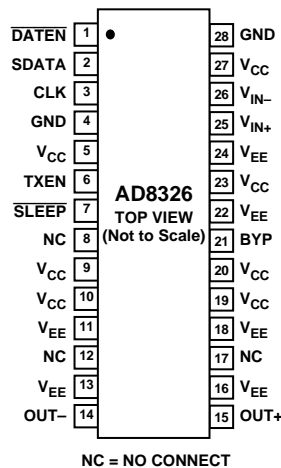 DATEN 1 28 GND
SDATA 2 27 VCC
CLK 3 26 VIN–
GND 4 25 VIN+
VCC 5 24 VEE
TXEN 6 23 VCC
SLEEP 7 22 VEE
NC 8 21 BYP
VCC 9 20 VCC
VCC 10 19 VCC
VEE 11 18 VEE
NC 12 17 NC
VEE 13 16 VEE
OUT– 14 15 OUT+
AD8326
TOP VIEW
(Not to Scale)
NC = NO CONNECT